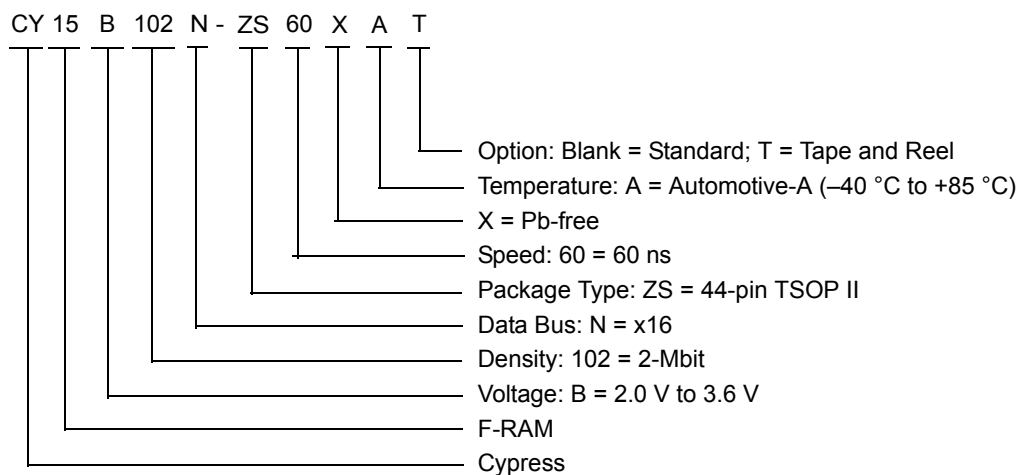 CY 15 B 102 N - ZS 60 X A T
Option: Blank = Standard; T = Tape and Reel
Temperature: A = Automotive-A (–40 °C to +85 °C)
X = Pb-free
Speed: 60 = 60 ns
Package Type: ZS = 44-pin TSOP II
Data Bus: N = x16
Density: 102 = 2-Mbit
Voltage: B = 2.0 V to 3.6 V
F-RAM
Cypress